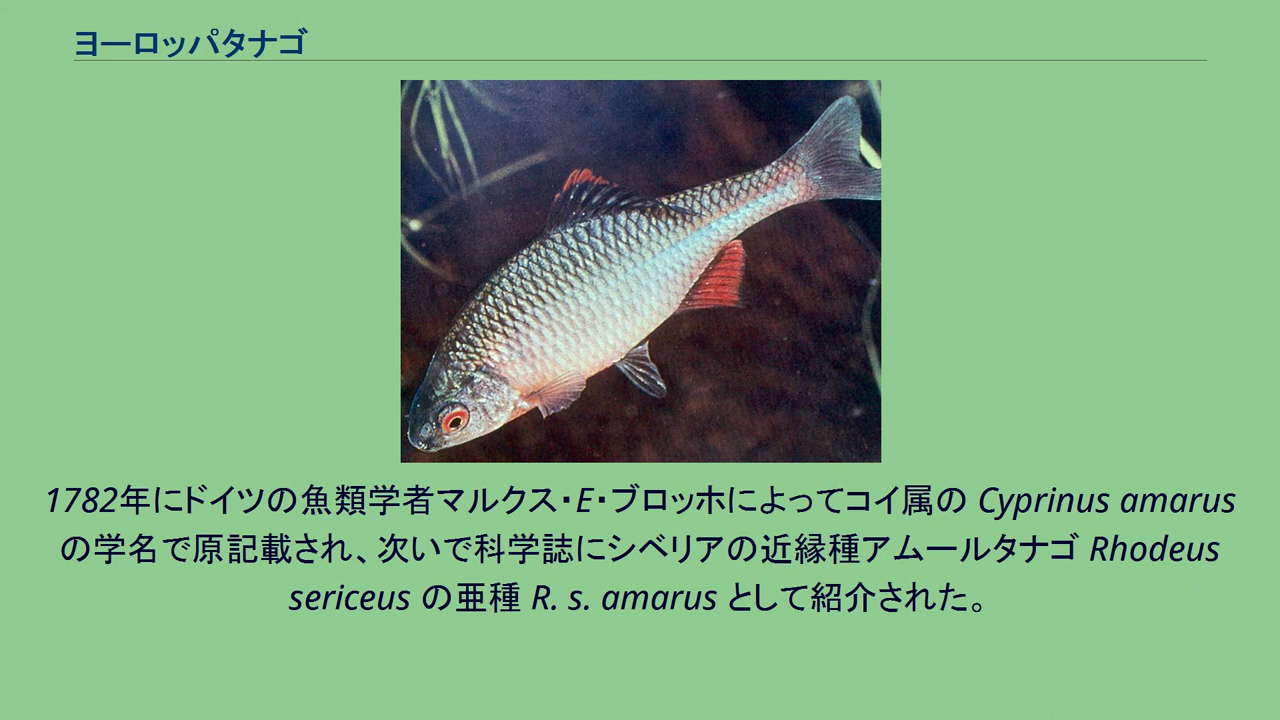 ヨーロッパタナゴ
1782年にドイツの魚類学者マルクス・E・ブロッホによってコイ属の Cyprinus amarus
の学名で原記載され、次いで科学誌にシベリアの近縁種アムールタナゴ Rhodeus
sericeus の亜種 R. s. amarus として紹介された。